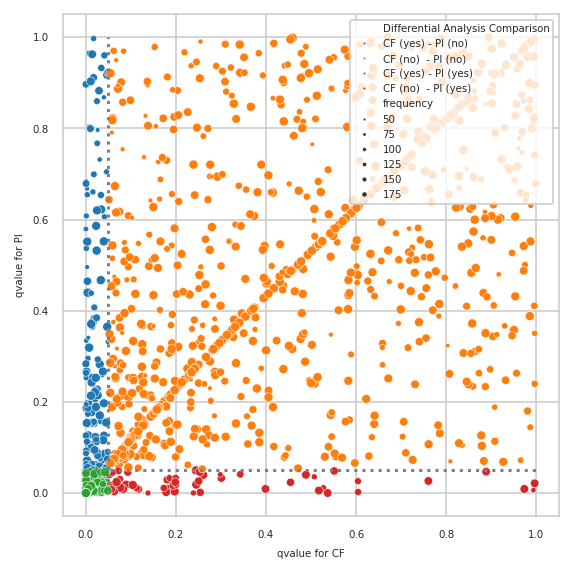 Differential Analysis Comparison
CF (yes) - PI (no)
CF (no)  - PI (no)
CF (yes) - PI (yes)
CF (no)  - PI (yes)
frequency
50
75
100
125
150
175
1.0
0.8
0.6
0.4
0.2
0.0
qvalue for PI
0.0 0.2 0.4 0.6 0.8 1.0
qvalue for CF